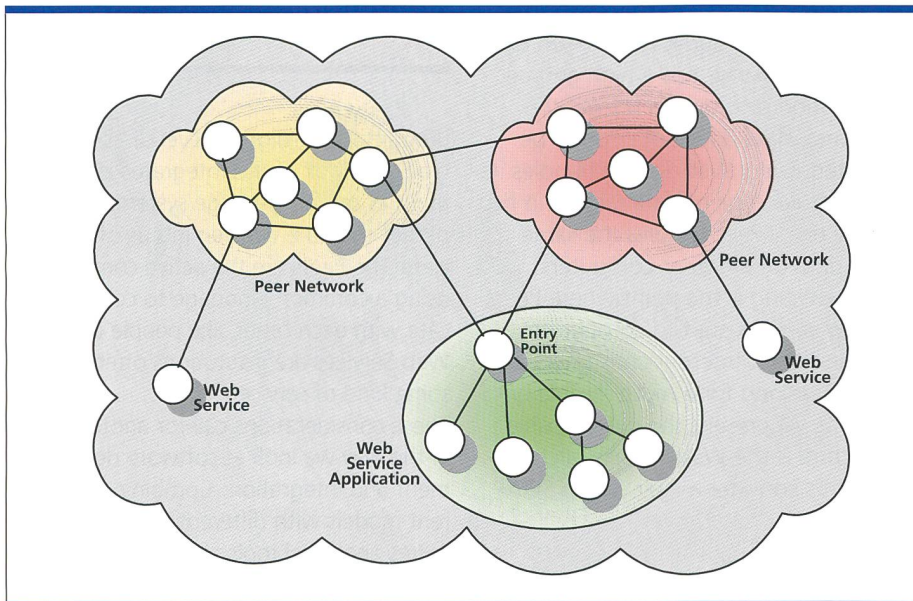 Peer Network
Peer Network
Entry
Point
Web
Service
Web
Service
Web
Service
Application